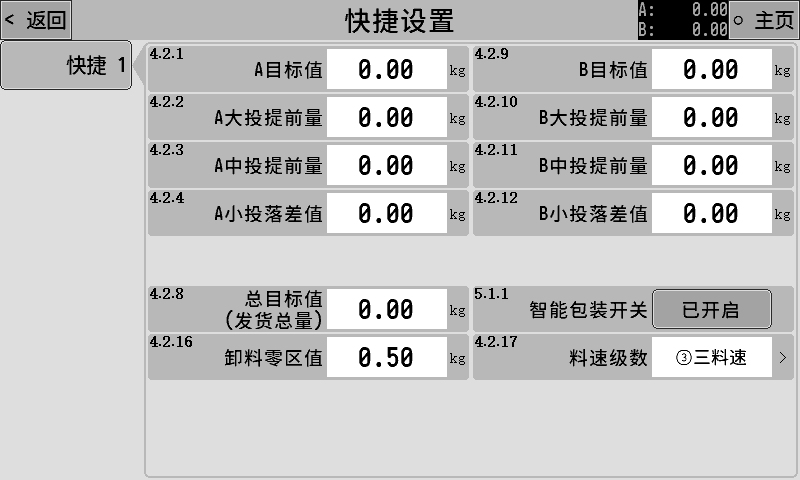 < 返回
快捷设置
A: 0.00
B: 0.00
主页
快捷 1
4.2.1 A目标值 0.00 kg
4.2.9 B目标值 0.00 kg
4.2.2 A大投提前量 0.00 kg
4.2.10 B大投提前量 0.00 kg
4.2.3 A中投提前量 0.00 kg
4.2.11 B中投提前量 0.00 kg
4.2.4 A小投落差值 0.00 kg
4.2.12 B小投落差值 0.00 kg
4.2.8 总目标值
(发货总量) 0.00 kg
5.1.1 智能包装开关 已开启
4.2.16 卸料零区值 0.50 kg
4.2.17 料速级数 ③三料速 >